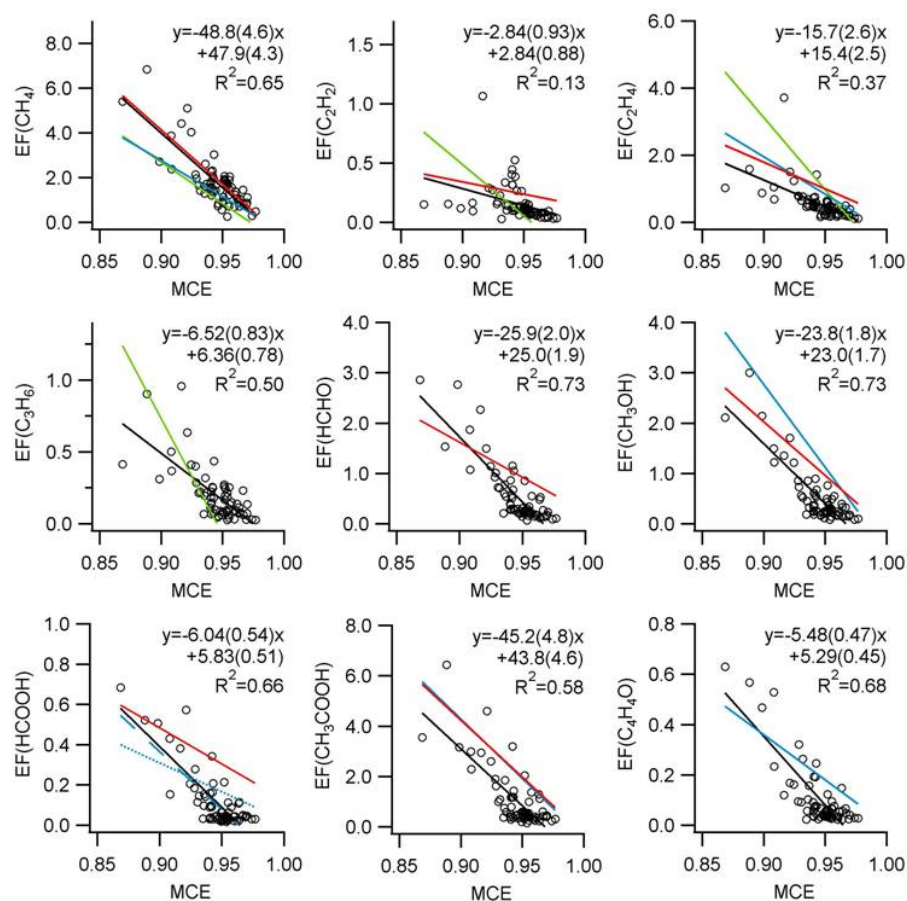 y=-48.8(4.6)x
+47.9(4.3)
R²=0.65
EF(CH₄)
8.0
6.0
4.0
2.0
0.0
0.85 0.90 0.95 1.00
MCE
y=-2.84(0.93)x
+2.84(0.88)
R²=0.13
EF(C₂H₂)
1.5
1.0
0.5
0.0
0.85 0.90 0.95 1.00
MCE
y=-15.7(2.6)x
+15.4(2.5)
R²=0.37
EF(C₂H₄)
6.0
4.0
2.0
0.0
0.85 0.90 0.95 1.00
MCE
y=-6.52(0.83)x
+6.36(0.78)
R²=0.50
EF(C₃H₆)
1.0
0.5
0.0
0.85 0.90 0.95 1.00
MCE
y=-25.9(2.0)x
+25.0(1.9)
R²=0.73
EF(HCHO)
4.0
3.0
2.0
1.0
0.0
0.85 0.90 0.95 1.00
MCE
y=-23.8(1.8)x
+23.0(1.7)
R²=0.73
EF(CH₃OH)
4.0
3.0
2.0
1.0
0.0
0.85 0.90 0.95 1.00
MCE
y=-6.04(0.54)x
+5.83(0.51)
R²=0.66
EF(HCOOH)
1.0
0.8
0.6
0.4
0.2
0.0
0.85 0.90 0.95 1.00
MCE
y=-45.2(4.8)x
+43.8(4.6)
R²=0.58
EF(CH₃COOH)
8.0
6.0
4.0
2.0
0.0
0.85 0.90 0.95 1.00
MCE
y=-5.48(0.47)x
+5.29(0.45)
R²=0.68
EF(C₄H₄O)
0.8
0.6
0.4
0.2
0.0
0.85 0.90 0.95 1.00
MCE